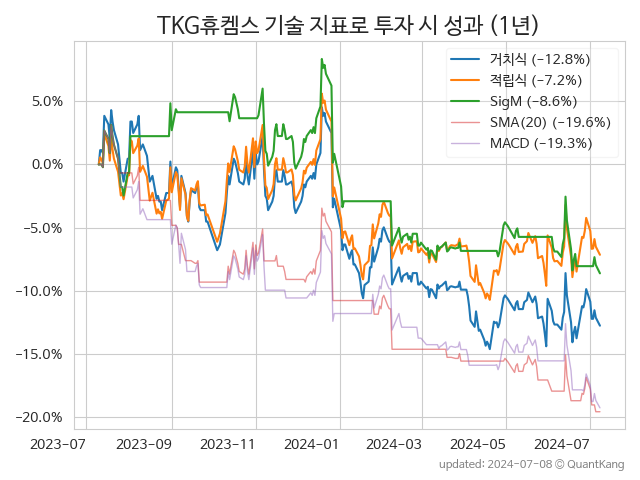 TKG휴켐스 기술 지표로 투자 시 성과 (1년)
거치식 (−12.8%)
적립식 (−7.2%)
SigM (−8.6%)
SMA(20) (−19.6%)
MACD (−19.3%)
5.0%
0.0%
−5.0%
−10.0%
−15.0%
−20.0%
2023-07 2023-09 2023-11 2024-01 2024-03 2024-05 2024-07
updated: 2024-07-08 © QuantKang